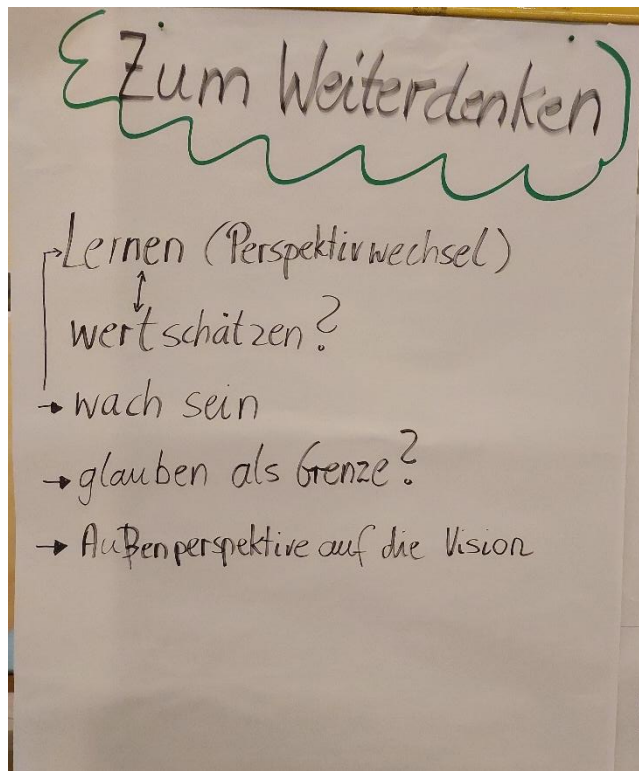 Zum Weiterdenken
→Lernen (Perspektivwechsel)
↕
wertschätzen?
→ wach sein
→ glauben als Grenze?
→ Außenperspektive auf die Vision